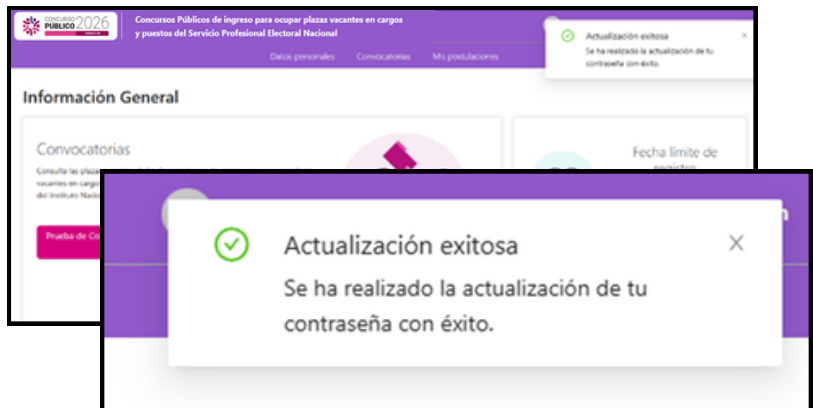 CONCURSO
PÚBLICO 2026
Concursos Públicos de ingreso para ocupar plazas vacantes en cargos
y puestos del Servicio Profesional Electoral Nacional
Datos personales Convocatorias Mis postulaciones
Actualización exitosa
Se ha realizado la actualización de tu
contraseña con éxito.
Información General
Convocatorias
Consulta las plazas
vacantes en cargo
del Instituto Nacio
Prueba de Co
Fecha límite de
registro
Actualización exitosa
Se ha realizado la actualización de tu
contraseña con éxito.